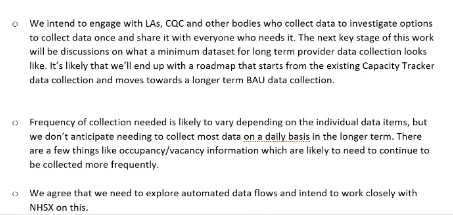 o We intend to engage with LAs, CQC and other bodies who collect data to investigate options
to collect data once and share it with everyone who needs it. The next key stage of this work
will be discussions on what a minimum dataset for long term provider data collection looks
like. It's likely that we'll end up with a roadmap that starts from the existing Capacity Tracker
data collection and moves towards a longer term BAU data collection.
o Frequency of collection needed is likely to vary depending on the individual data items, but
we don't anticipate needing to collect most data on a daily basis in the longer term. There
are a few things like occupancy/vacancy information which are likely to need to continue to
be collected more frequently.
o We agree that we need to explore automated data flows and intend to work closely with
NHSX on this.